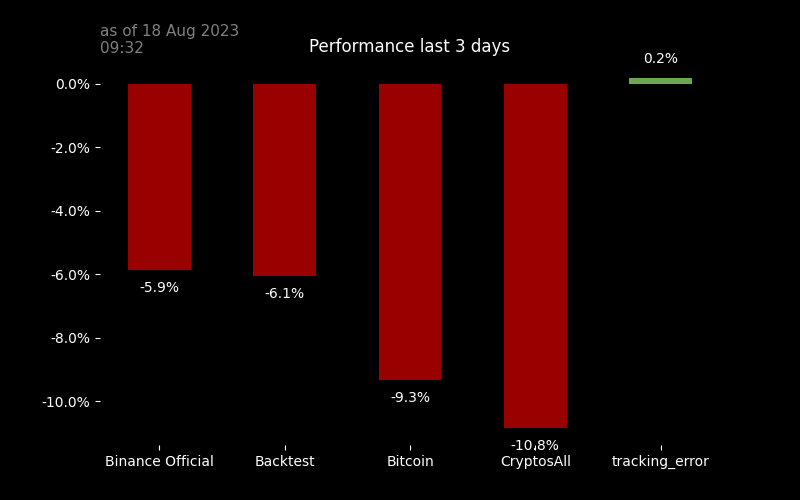 as of 18 Aug 2023
09:32
Performance last 3 days
0.2%
0.0%
-2.0%
-4.0%
-6.0%
-8.0%
-10.0%
-5.9%
-6.1%
-9.3%
-10.8%
Binance Official
Backtest
Bitcoin
CryptosAll
tracking_error